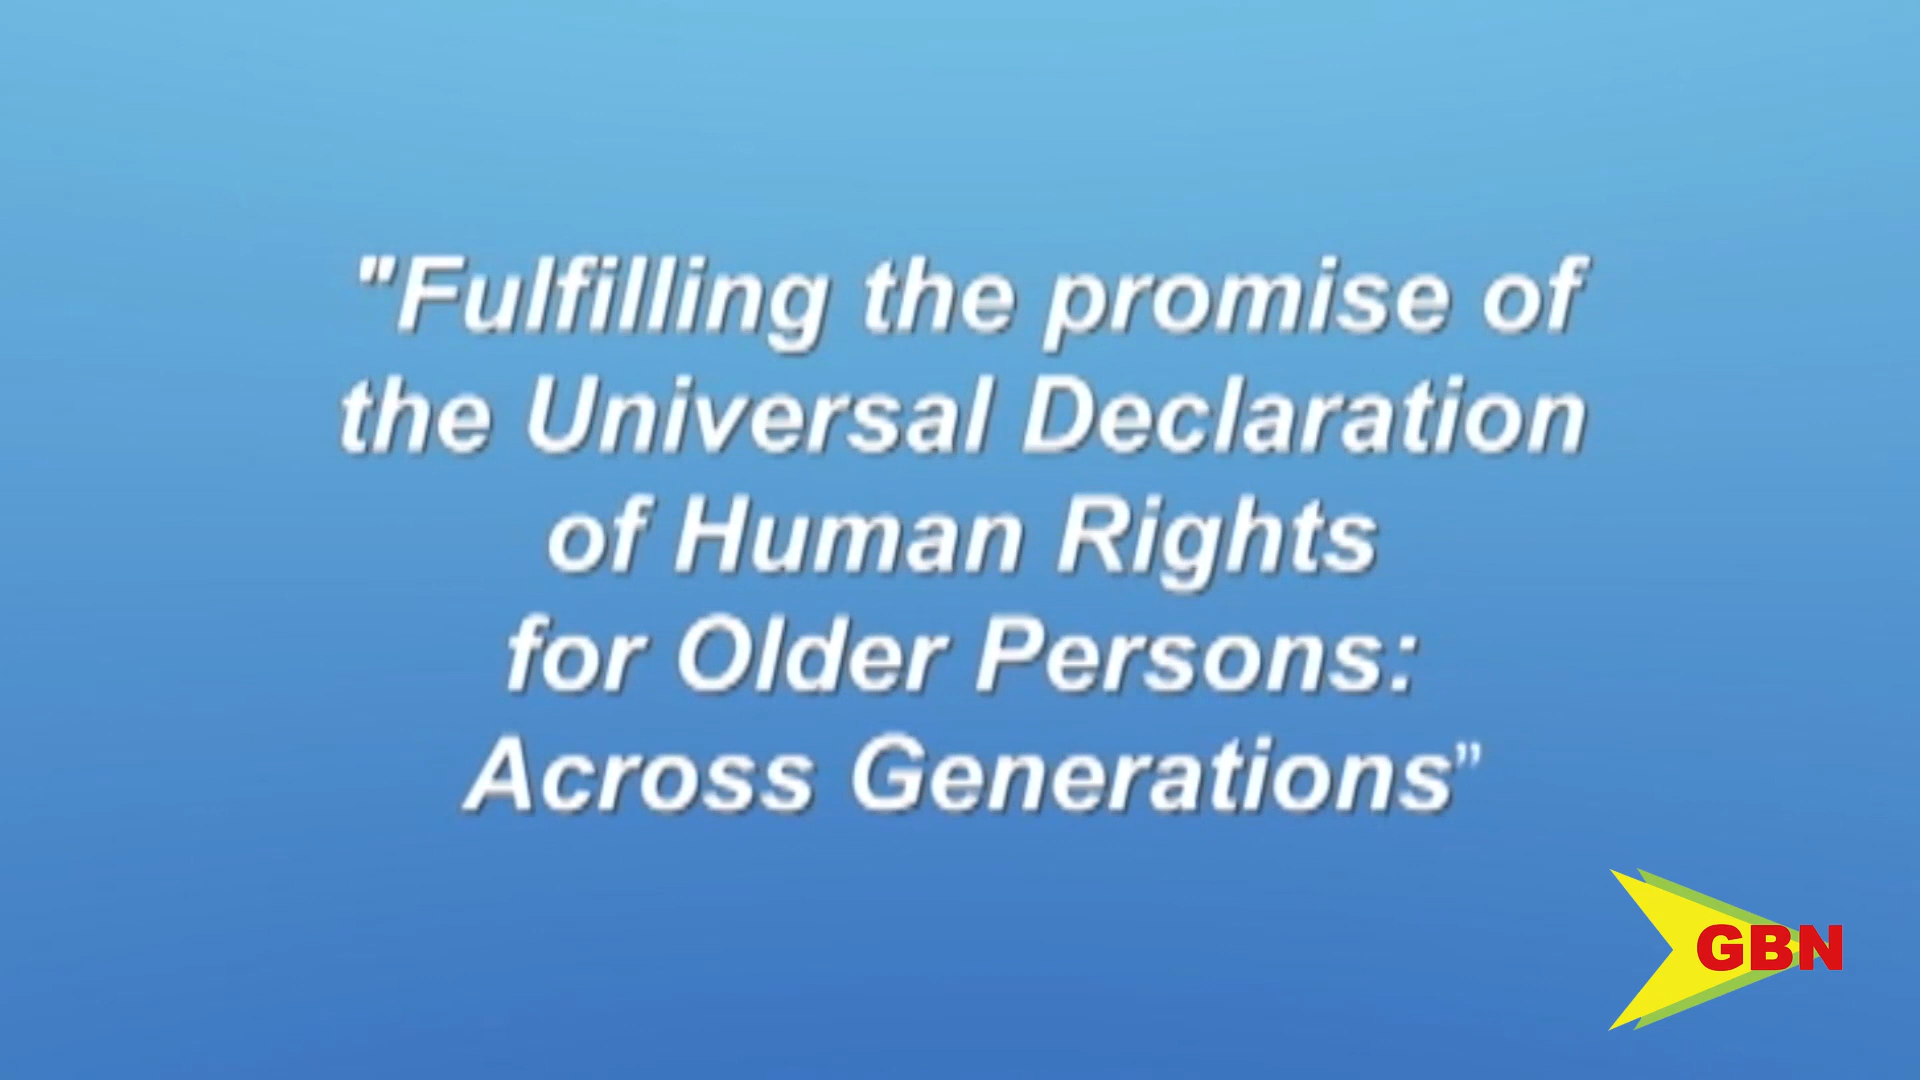 "Fulfilling the promise of
the Universal Declaration
of Human Rights
for Older Persons:
Across Generations”
GBN